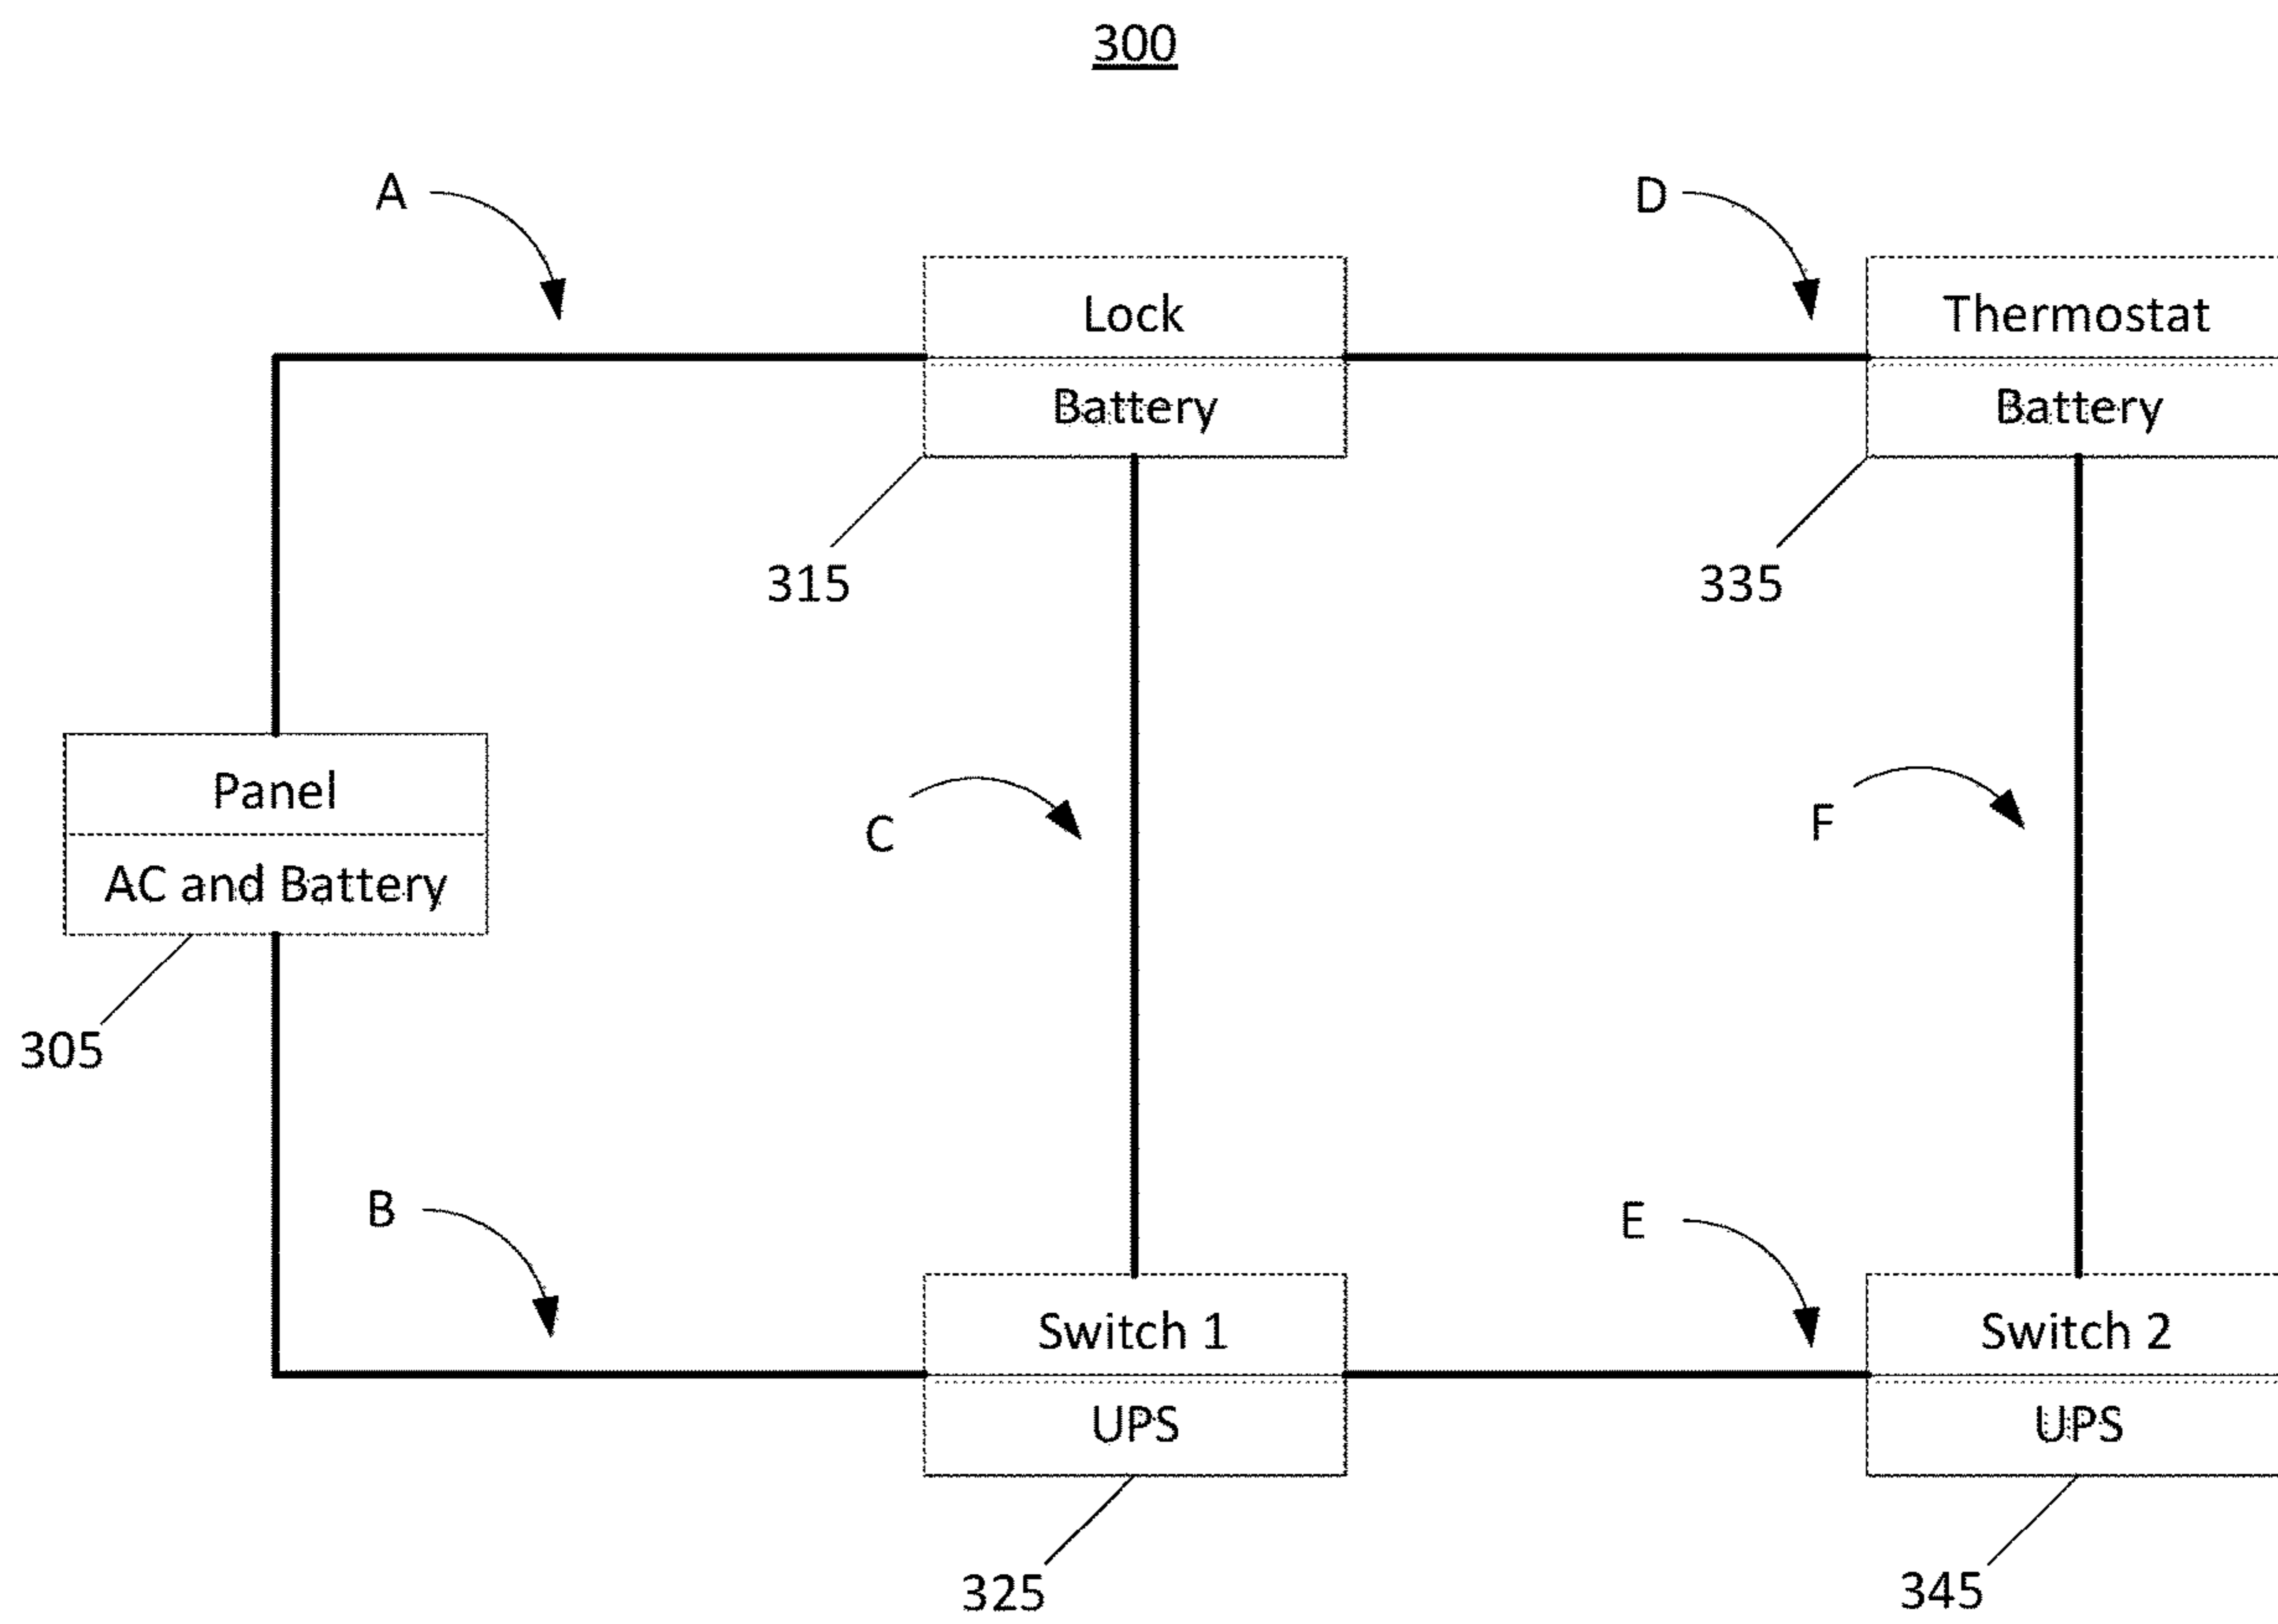 300
A
D
Lock
Battery
315
Thermostat
Battery
335
Panel
AC and Battery
305
C
F
B
E
Switch 1
UPS
325
Switch 2
UPS
345